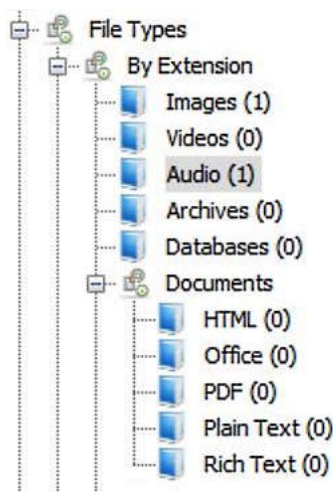 File Types
By Extension
Images (1)
Videos (0)
Audio (1)
Archives (0)
Databases (0)
Documents
HTML (0)
Office (0)
PDF (0)
Plain Text (0)
Rich Text (0)